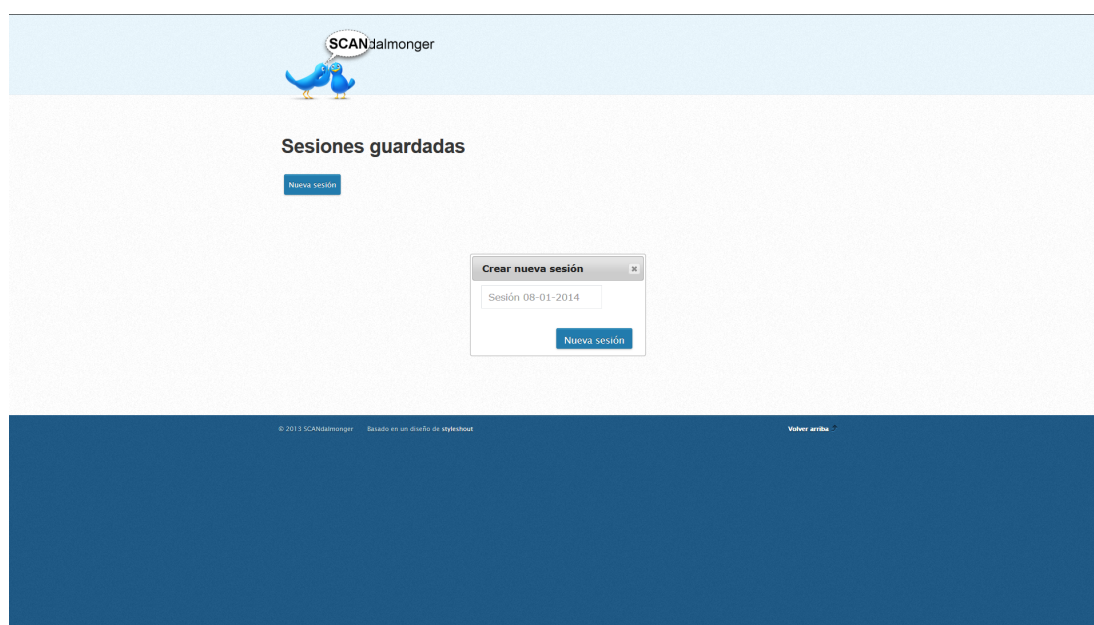 SCANdalmonger
Sesiones guardadas
Nueva sesión
Crear nueva sesión
Sesión 08-01-2014
Nueva sesión
© 2013 SCANdalmonger Basado en un diseño de styleshout Volver arriba